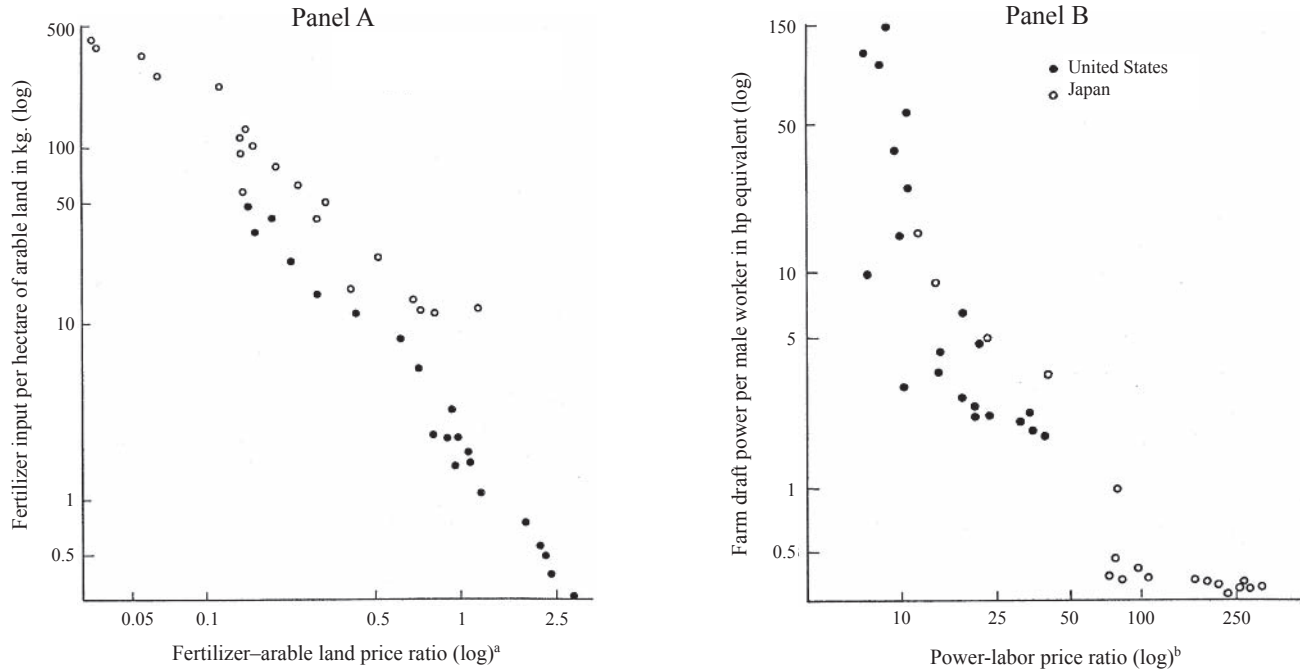 Panel A
Fertilizer input per hectare of arable land in kg. (log)
500
100
50
10
5
1
0.5
0.05
0.1
0.5
1
2.5
Fertilizer–arable land price ratio (log)a
Panel B
United States
Japan
Farm draft power per male worker in hp equivalent (log)
150
50
10
5
1
0.5
10
25
50
100
250
Power-labor price ratio (log)b